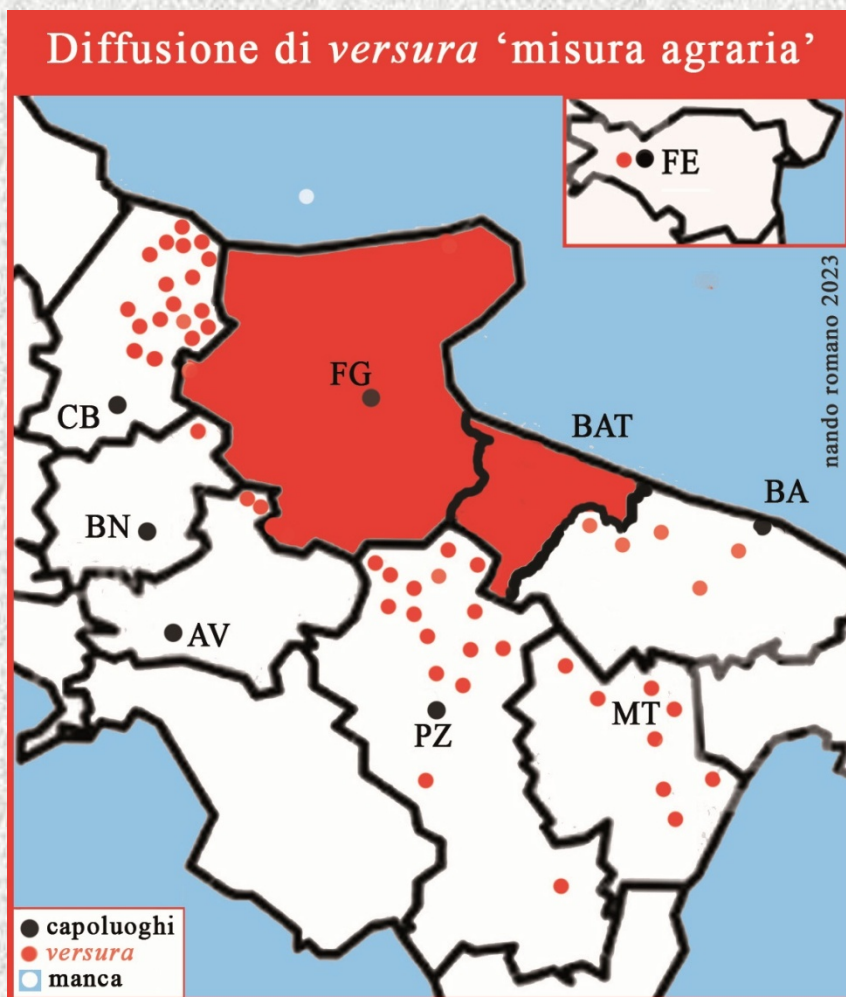 Diffusione di versura ‘misura agraria’
FE
nando romano 2023
FG
CB
BAT
BA
BN
AV
MT
PZ
capoluoghi
versura
manca